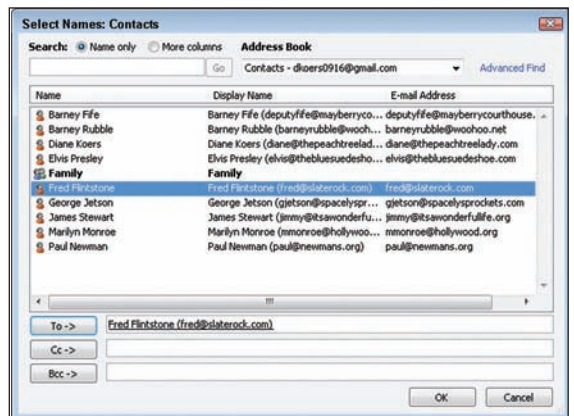 Select Names: Contacts
Search: Name only More columns Address Book
Go Contacts - dkoers0916@gmail.com Advanced Find
Name Display Name E-mail Address
Barney Fife Barney Fife (deputyfife@mayberryco... deputyfife@mayberrycourthouse.
Barney Rubble Barney Rubble (barneyrubble@wooh... barneyrubble@woohoo.net
Diane Koers Diane Koers (diane@thepeachtreelad... diane@thepeachtreelady.com
Elvis Presley Elvis Presley (elvis@thebluesuedesho... elvis@thebluesuedeshoe.com
Family Family
Fred Flintstone Fred Flintstone (fred@slaterock.com) fred@slaterock.com
George Jetson George Jetson (gjetson@spacelyspr... gjetson@spacelysprockets.com
James Stewart James Stewart (jimmy@itsawonderfu... jimmy@itsawonderfullife.org
Marilyn Monroe Marilyn Monroe (mmonroe@hollywoo... mmonroe@hollywood.org
Paul Newman Paul Newman (paul@newmans.org) paul@newmans.org
To -> Fred Flintstone (fred@slaterock.com)
Cc ->
Bcc ->
OK Cancel